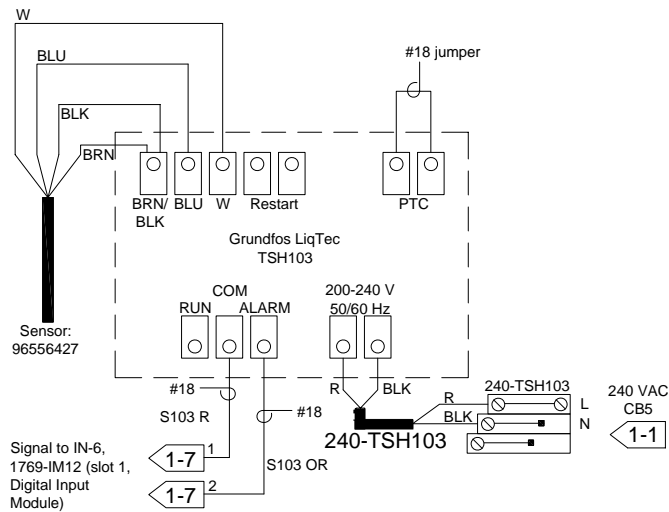 W
BLU
#18 jumper
BLK
BRN
BRN/
BLK
BLU
W
Restart
PTC
Grundfos LiqTec
TSH103
COM
RUN
ALARM
200-240 V
50/60 Hz
Sensor:
96556427
#18
R
BLK
S103 R
#18
240-TSH103
R
BLK
L
N
240 VAC
CB5
1-1
240-TSH103
Signal to IN-6,
1769-IM12 (slot 1,
Digital Input
Module)
1-7
1
S103 OR
1-7
2